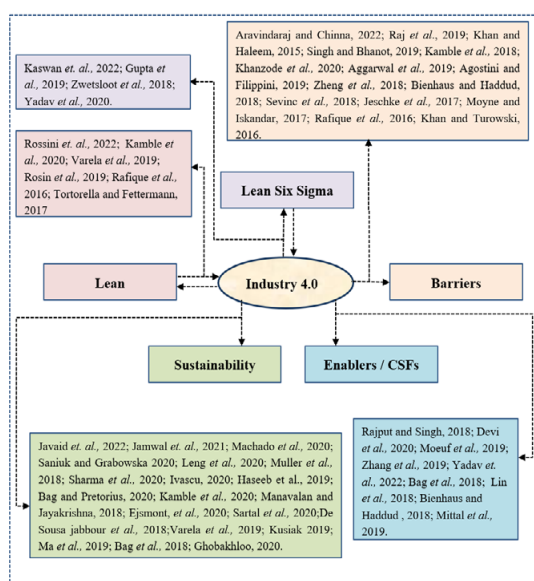 Kaswan et. al., 2022; Gupta
et al., 2019; Zwetsloot et al., 2018;
Yadav et al., 2020.
Aravindaraj and Chinna, 2022; Raj et al., 2019; Khan and
Haleem, 2015; Singh and Bhanot, 2019; Kamble et al., 2018;
Khanzode et al., 2020; Aggarwal et al., 2019; Agostini and
Filippini, 2019; Zheng et al., 2018; Bienhaus and Haddud,
2018; Sevinc et al., 2018; Jeschke et al., 2017; Moyne and
Iskandar, 2017; Rafique et al., 2016; Khan and Turowski,
2016.
Rossini et. al., 2022; Kamble et
al., 2020; Varela et al., 2019;
Rosin et al., 2019; Rafique et al.,
2016; Tortorella and Fettermann,
2017
Lean Six Sigma
Lean
Industry 4.0
Barriers
Sustainability
Enablers / CSFs
Javaid et. al., 2022; Jamwal et al., 2021; Machado et al., 2020;
Saniuk and Grabowska 2020; Leng et al., 2020; Muller et al.,
2018; Sharma et al., 2020; Ivascu, 2020; Haseeb et al., 2019;
Bag and Pretorius, 2020; Kamble et al., 2020; Manavalan and
Jayakrishna, 2018; Ejsmont, et al., 2020; Sartal et al., 2020;De
Sousa jabbour et al., 2018;Varela et al., 2019; Kusiak 2019;
Ma et al., 2019; Bag et al., 2018; Ghobakhloo, 2020.
Rajput and Singh, 2018; Devi
et al., 2020; Moeuf et al., 2019;
Zhang et al., 2019; Yadav et.
al., 2022; Bag et al., 2018; Lin
et al., 2018; Bienhaus and
Haddud , 2018; Mittal et al.,
2019.